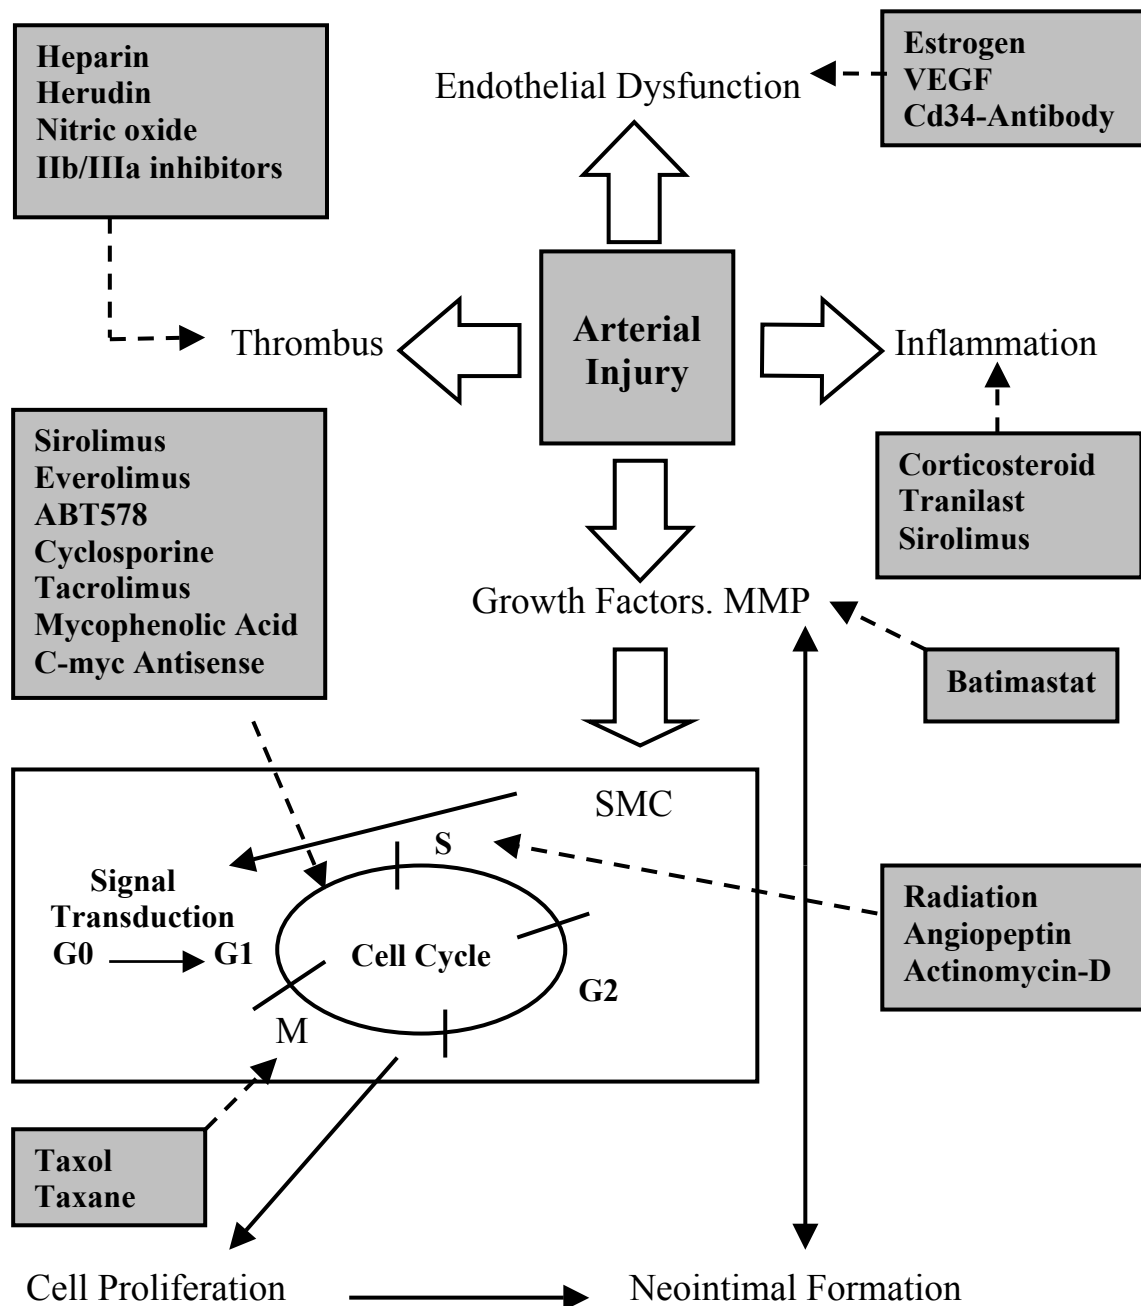 Heparin
Herudin
Nitric oxide
IIb/IIIa inhibitors
Endothelial Dysfunction
Estrogen
VEGF
Cd34-Antibody
Thrombus
Arterial
Injury
Inflammation
Sirolimus
Everolimus
ABT578
Cyclosporine
Tacrolimus
Mycophenolic Acid
C-myc Antisense
Corticosteroid
Tranilast
Sirolimus
Growth Factors. MMP
Batimastat
SMC
S
Signal
Transduction
G0
G1
Cell Cycle
G2
M
Radiation
Angiopeptin
Actinomycin-D
Taxol
Taxane
Cell Proliferation
Neointimal Formation